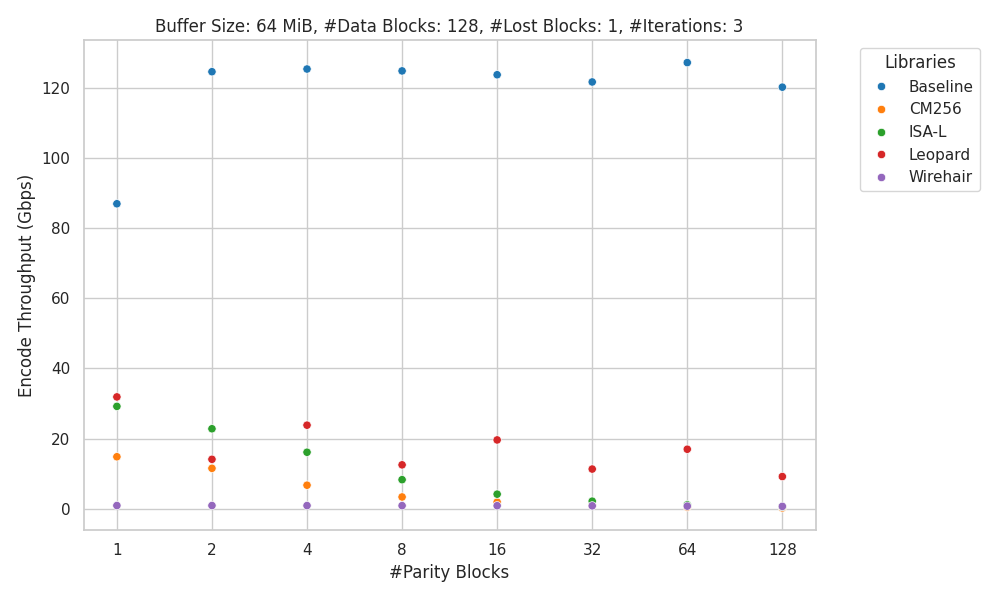 Buffer Size: 64 MiB, #Data Blocks: 128, #Lost Blocks: 1, #Iterations: 3
Libraries
Baseline
CM256
ISA-L
Leopard
Wirehair
Encode Throughput (Gbps)
120
100
80
60
40
20
0
1 2 4 8 16 32 64 128
#Parity Blocks